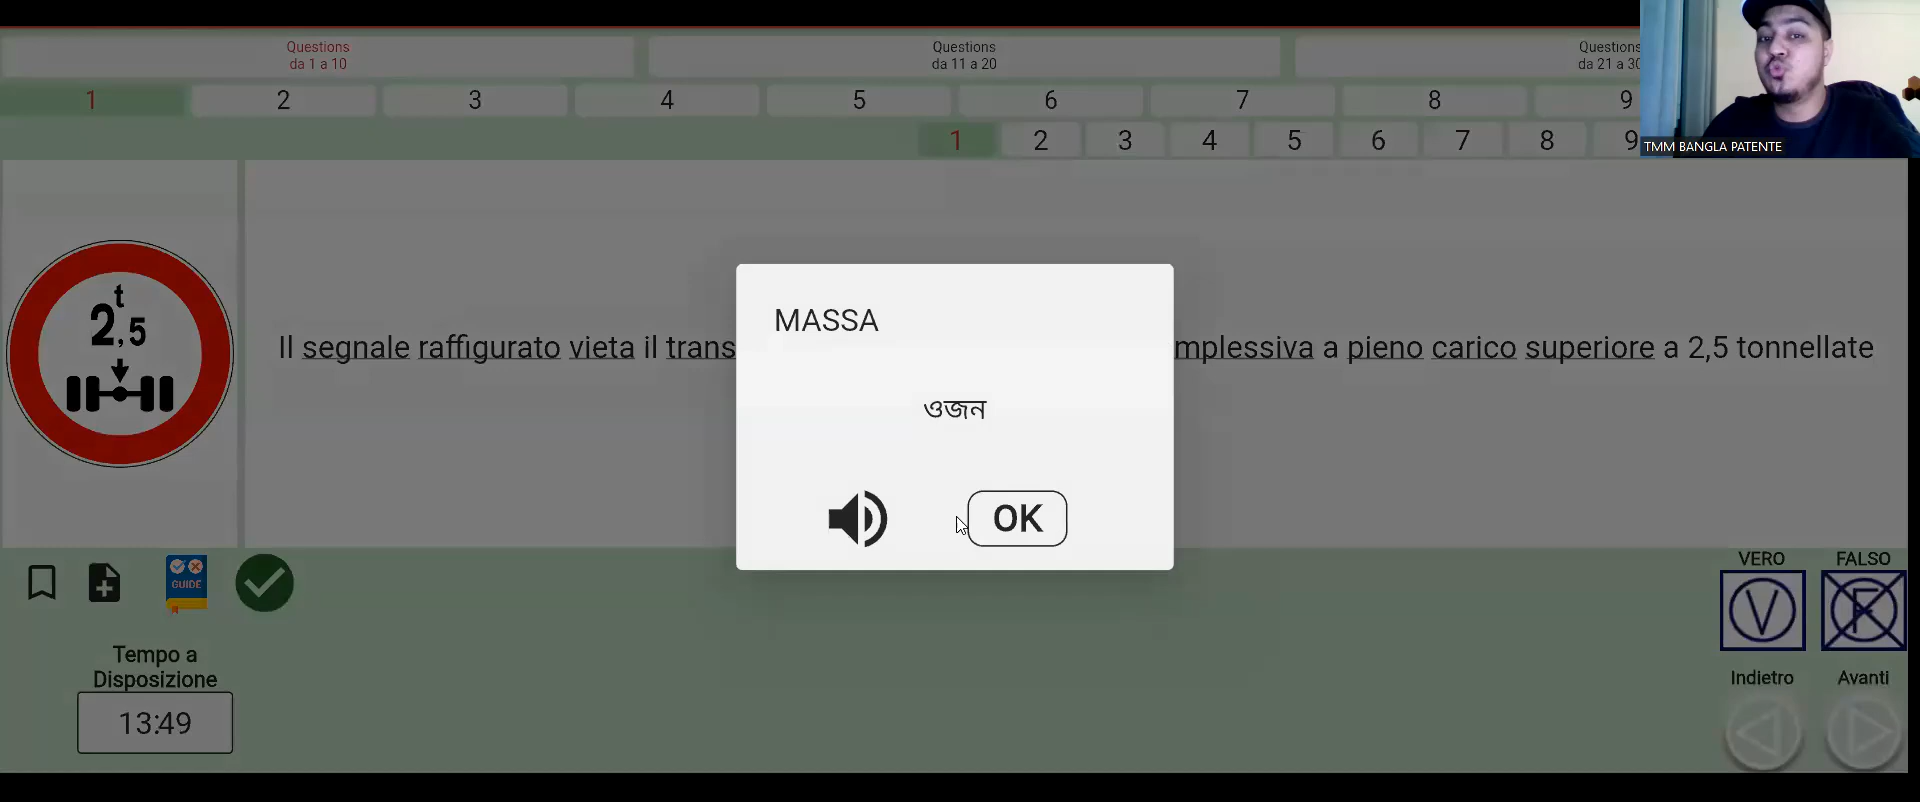 Questions
da 1 a 10
Questions
da 11 a 20
Questions
da 21 a 30
1 2 3 4 5 6 7 8 9
1 2 3 4 5 6 7 8 9
TMM BANGLA PATENTE
t
2,5
Il segnale raffigurato vieta il trans
mplessiva a pieno carico superiore a 2,5 tonnellate
MASSA
ওজন
OK
GUIDE
VERO FALSO
V F
Tempo a
Disposizione
13:49
Indietro Avanti